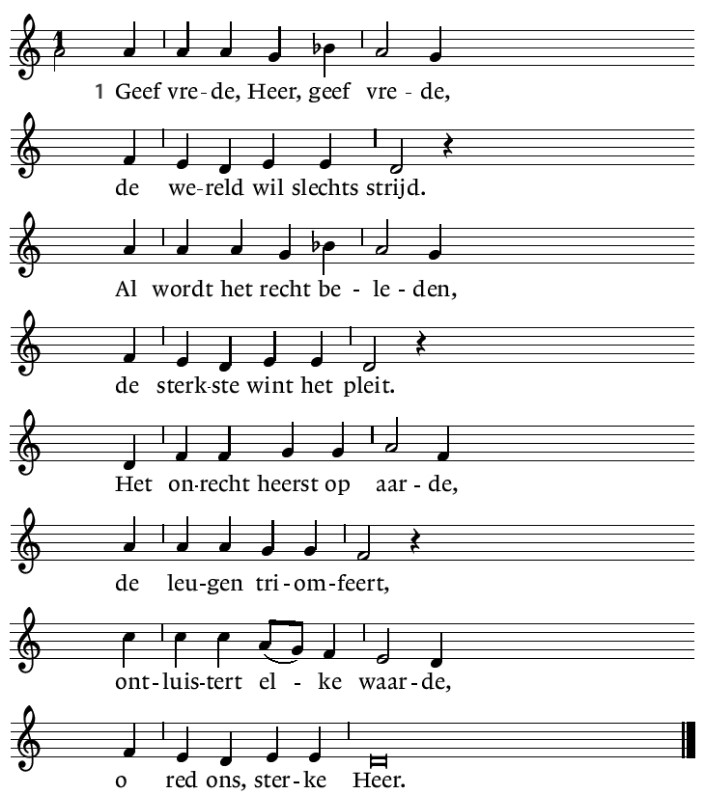 1 Geef vre-de, Heer, geef vre - de,
de we-reld wil slechts strijd.
Al wordt het recht be - le - den,
de sterk-ste wint het pleit.
Het on-recht heerst op aar - de,
de leu-gen tri-om-feert,
ont-luis-tert el - ke waar-de,
o red ons, ster-ke Heer.